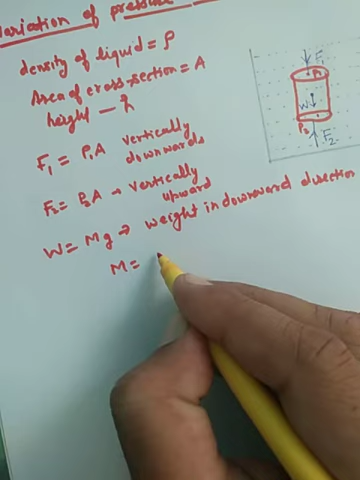 Variation of pressure
density of liquid = ρ
Area of cross-section = A
height — h
F₁ = P₁A vertically downwards
F₂ = P₂A → vertically upward
W = Mg → weight in downward direction
M =
F₁
P₁
W
P₂
F₂